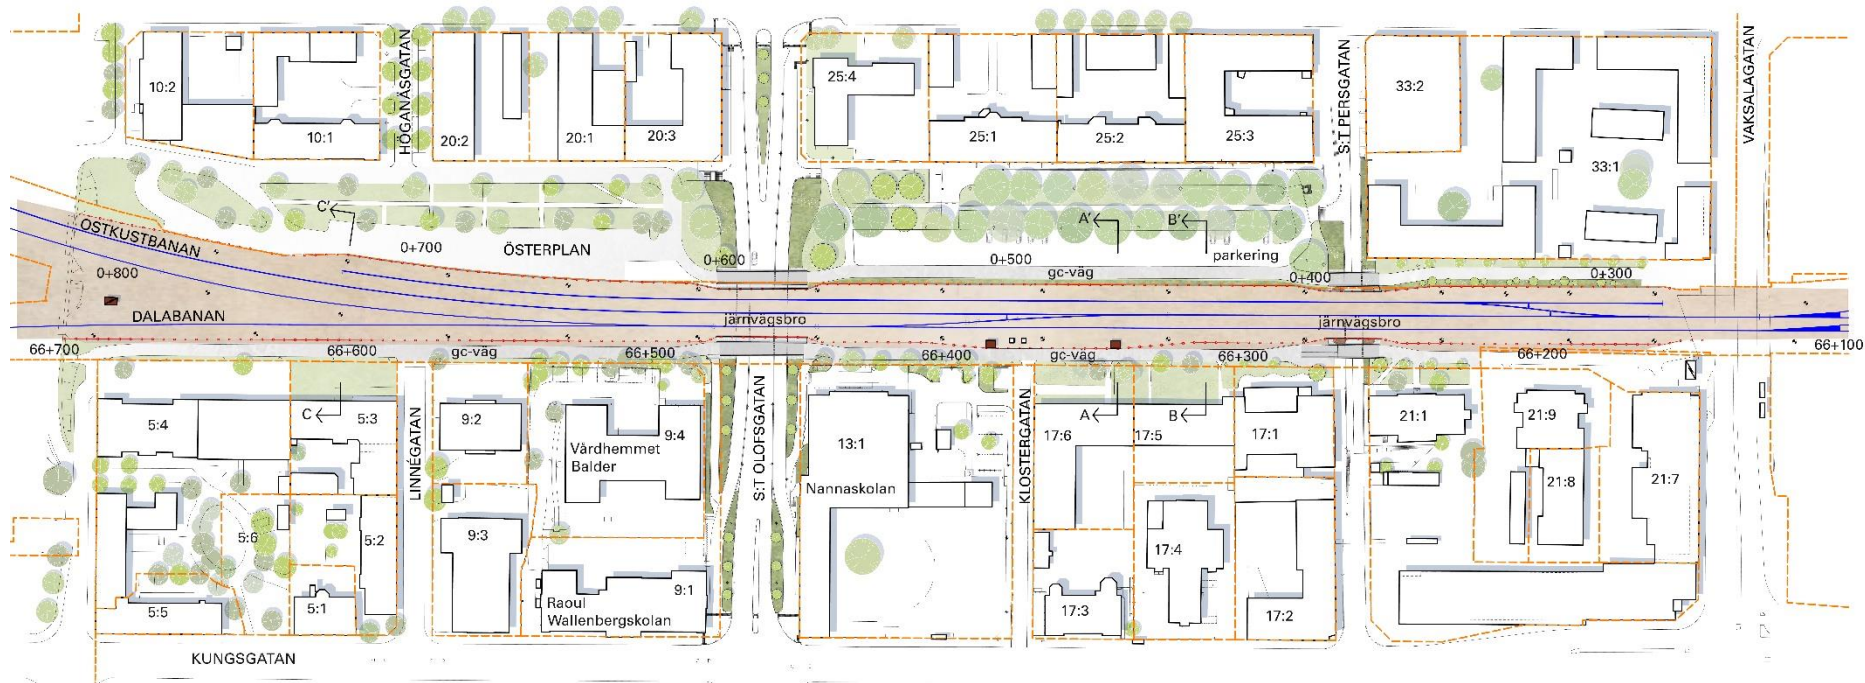 10:2
10:1
HÖGANÄSGATAN
20:2
20:1
20:3
25:4
25:1
25:2
25:3
S:T PERSGATAN
33:2
33:1
VAKSALAGATAN
C'
A'
B'
ÖSTKUSTBANAN
0+800
0+700
ÖSTERPLAN
0+600
0+500
gc-väg
parkering
0+400
0+300
DALABANAN
järnvägsbro
järnvägsbro
66+700
66+600
gc-väg
66+500
66+400
gc-väg
66+300
66+200
66+100
5:4
C
5:3
LINNÉGATAN
9:2
Vårdhemmet
Balder
9:4
S:T OLOFSGATAN
13:1
Nannaskolan
KLOSTERGATAN
A
B
17:6
17:5
17:1
21:1
21:9
21:8
21:7
5:6
5:2
9:3
17:4
5:5
5:1
Raoul
Wallenbergskolan
9:1
17:3
17:2
KUNGSGATAN